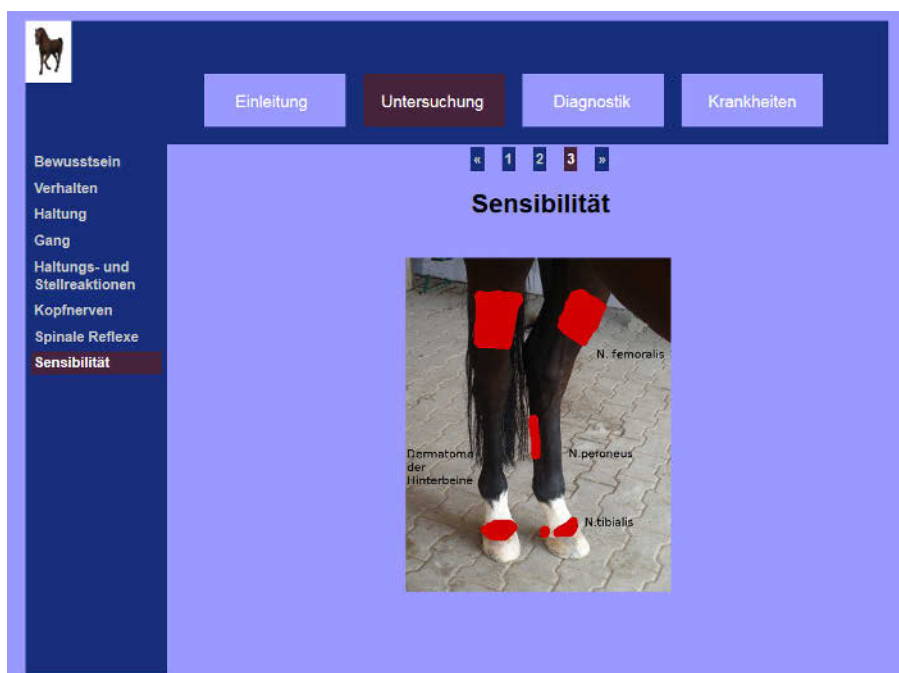 Einleitung
Untersuchung
Diagnostik
Krankheiten
Bewusstsein
Verhalten
Haltung
Gang
Haltungs- und
Stellreaktionen
Kopfnerven
Spinale Reflexe
Sensibilität
« 1 2 3 »
Sensibilität
N. femoralis
Dermatome
der
Hinterbeine
N.peroneus
N.tibialis